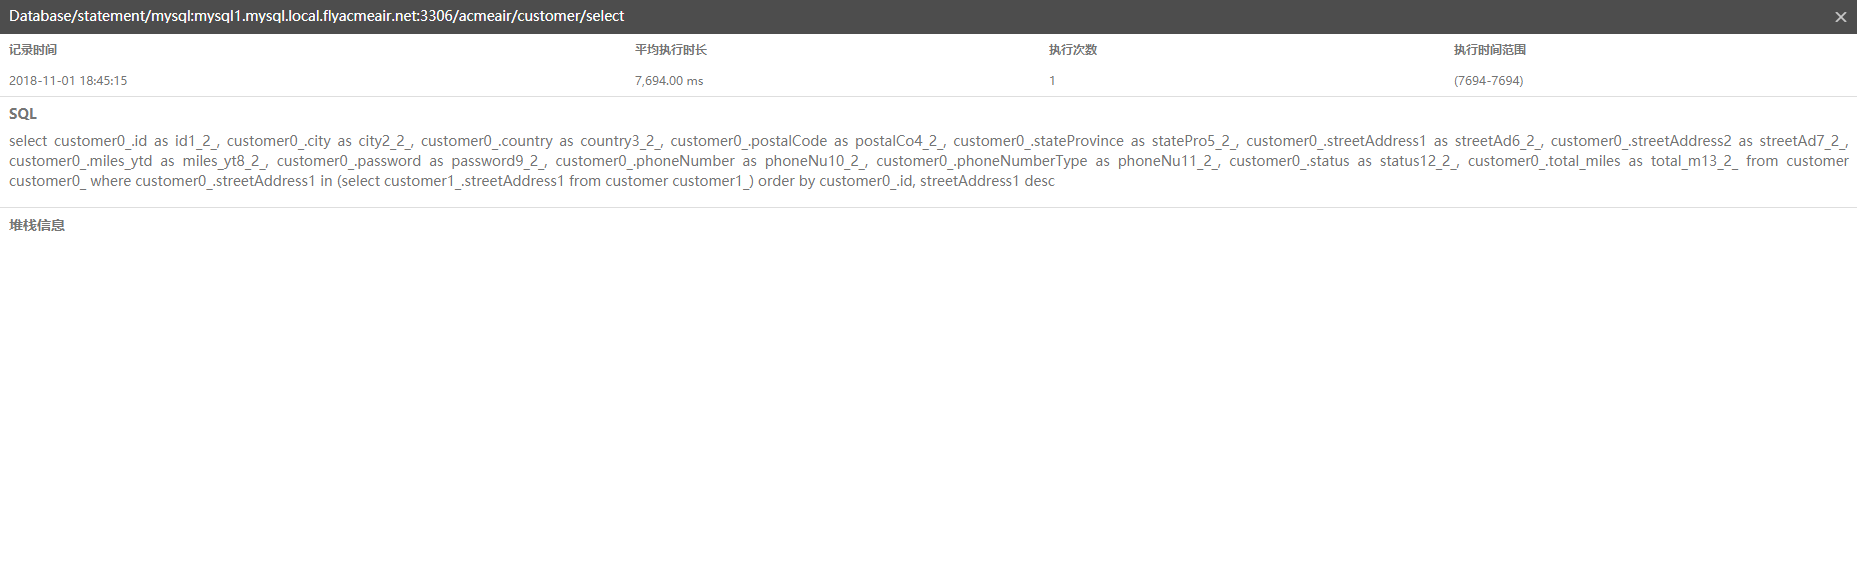 Database/statement/mysql:mysql1.mysql.local.flyacmeair.net:3306/acmeair/customer/select
记录时间 平均执行时长 执行次数 执行时间范围
2018-11-01 18:45:15 7,694.00 ms 1 (7694-7694)
SQL
select customer0_.id as id1_2_, customer0_.city as city2_2_, customer0_.country as country3_2_, customer0_.postalCode as postalCo4_2_, customer0_.stateProvince as statePro5_2_, customer0_.streetAddress1 as streetAd6_2_, customer0_.streetAddress2 as streetAd7_2_,
customer0_.miles_ytd as miles_yt8_2_, customer0_.password as password9_2_, customer0_.phoneNumber as phoneNu10_2_, customer0_.phoneNumberType as phoneNu11_2_, customer0_.status as status12_2_, customer0_.total_miles as total_m13_2_ from customer
customer0_ where customer0_.streetAddress1 in (select customer1_.streetAddress1 from customer customer1_) order by customer0_.id, streetAddress1 desc
堆栈信息